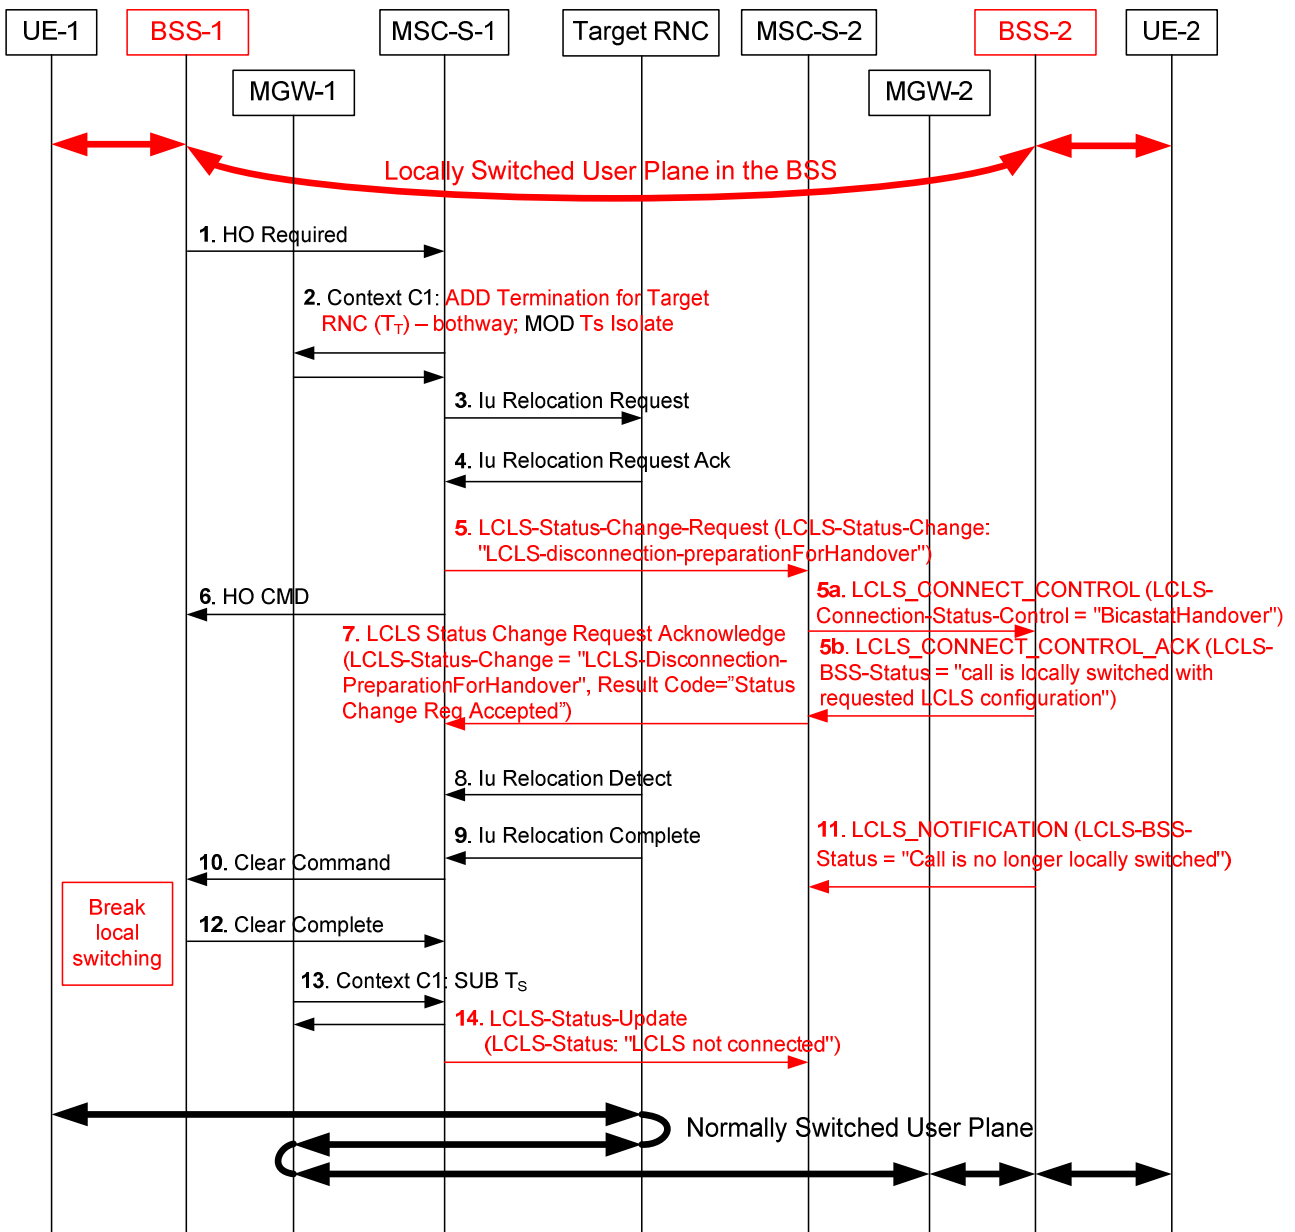 UE-1
BSS-1
MSC-S-1
Target RNC
MSC-S-2
BSS-2
UE-2
MGW-1
MGW-2
Locally Switched User Plane in the BSS
1. HO Required
2. Context C1: ADD Termination for Target
RNC (TT) – bothway; MOD Ts Isolate
3. Iu Relocation Request
4. Iu Relocation Request Ack
5. LCLS-Status-Change-Request (LCLS-Status-Change:
"LCLS-disconnection-preparationForHandover")
5a. LCLS_CONNECT_CONTROL (LCLS-
Connection-Status-Control = "BicastatHandover")
6. HO CMD
7. LCLS Status Change Request Acknowledge
(LCLS-Status-Change = "LCLS-Disconnection-
PreparationForHandover", Result Code=”Status
Change Req Accepted”)
5b. LCLS_CONNECT_CONTROL_ACK (LCLS-
BSS-Status = "call is locally switched with
requested LCLS configuration")
8. Iu Relocation Detect
9. Iu Relocation Complete
11. LCLS_NOTIFICATION (LCLS-BSS-
Status = "Call is no longer locally switched")
10. Clear Command
Break
local
switching
12. Clear Complete
13. Context C1: SUB TS
14. LCLS-Status-Update
(LCLS-Status: "LCLS not connected")
Normally Switched User Plane